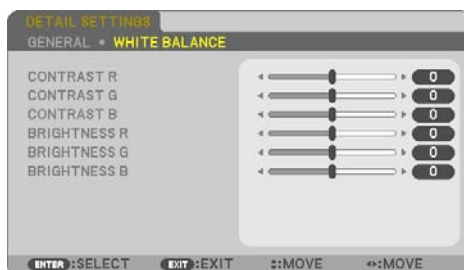 DETAIL SETTINGS
GENERAL • WHITE BALANCE
CONTRAST R 0
CONTRAST G 0
CONTRAST B 0
BRIGHTNESS R 0
BRIGHTNESS G 0
BRIGHTNESS B 0
ENTER :SELECT EXIT :EXIT :MOVE :MOVE